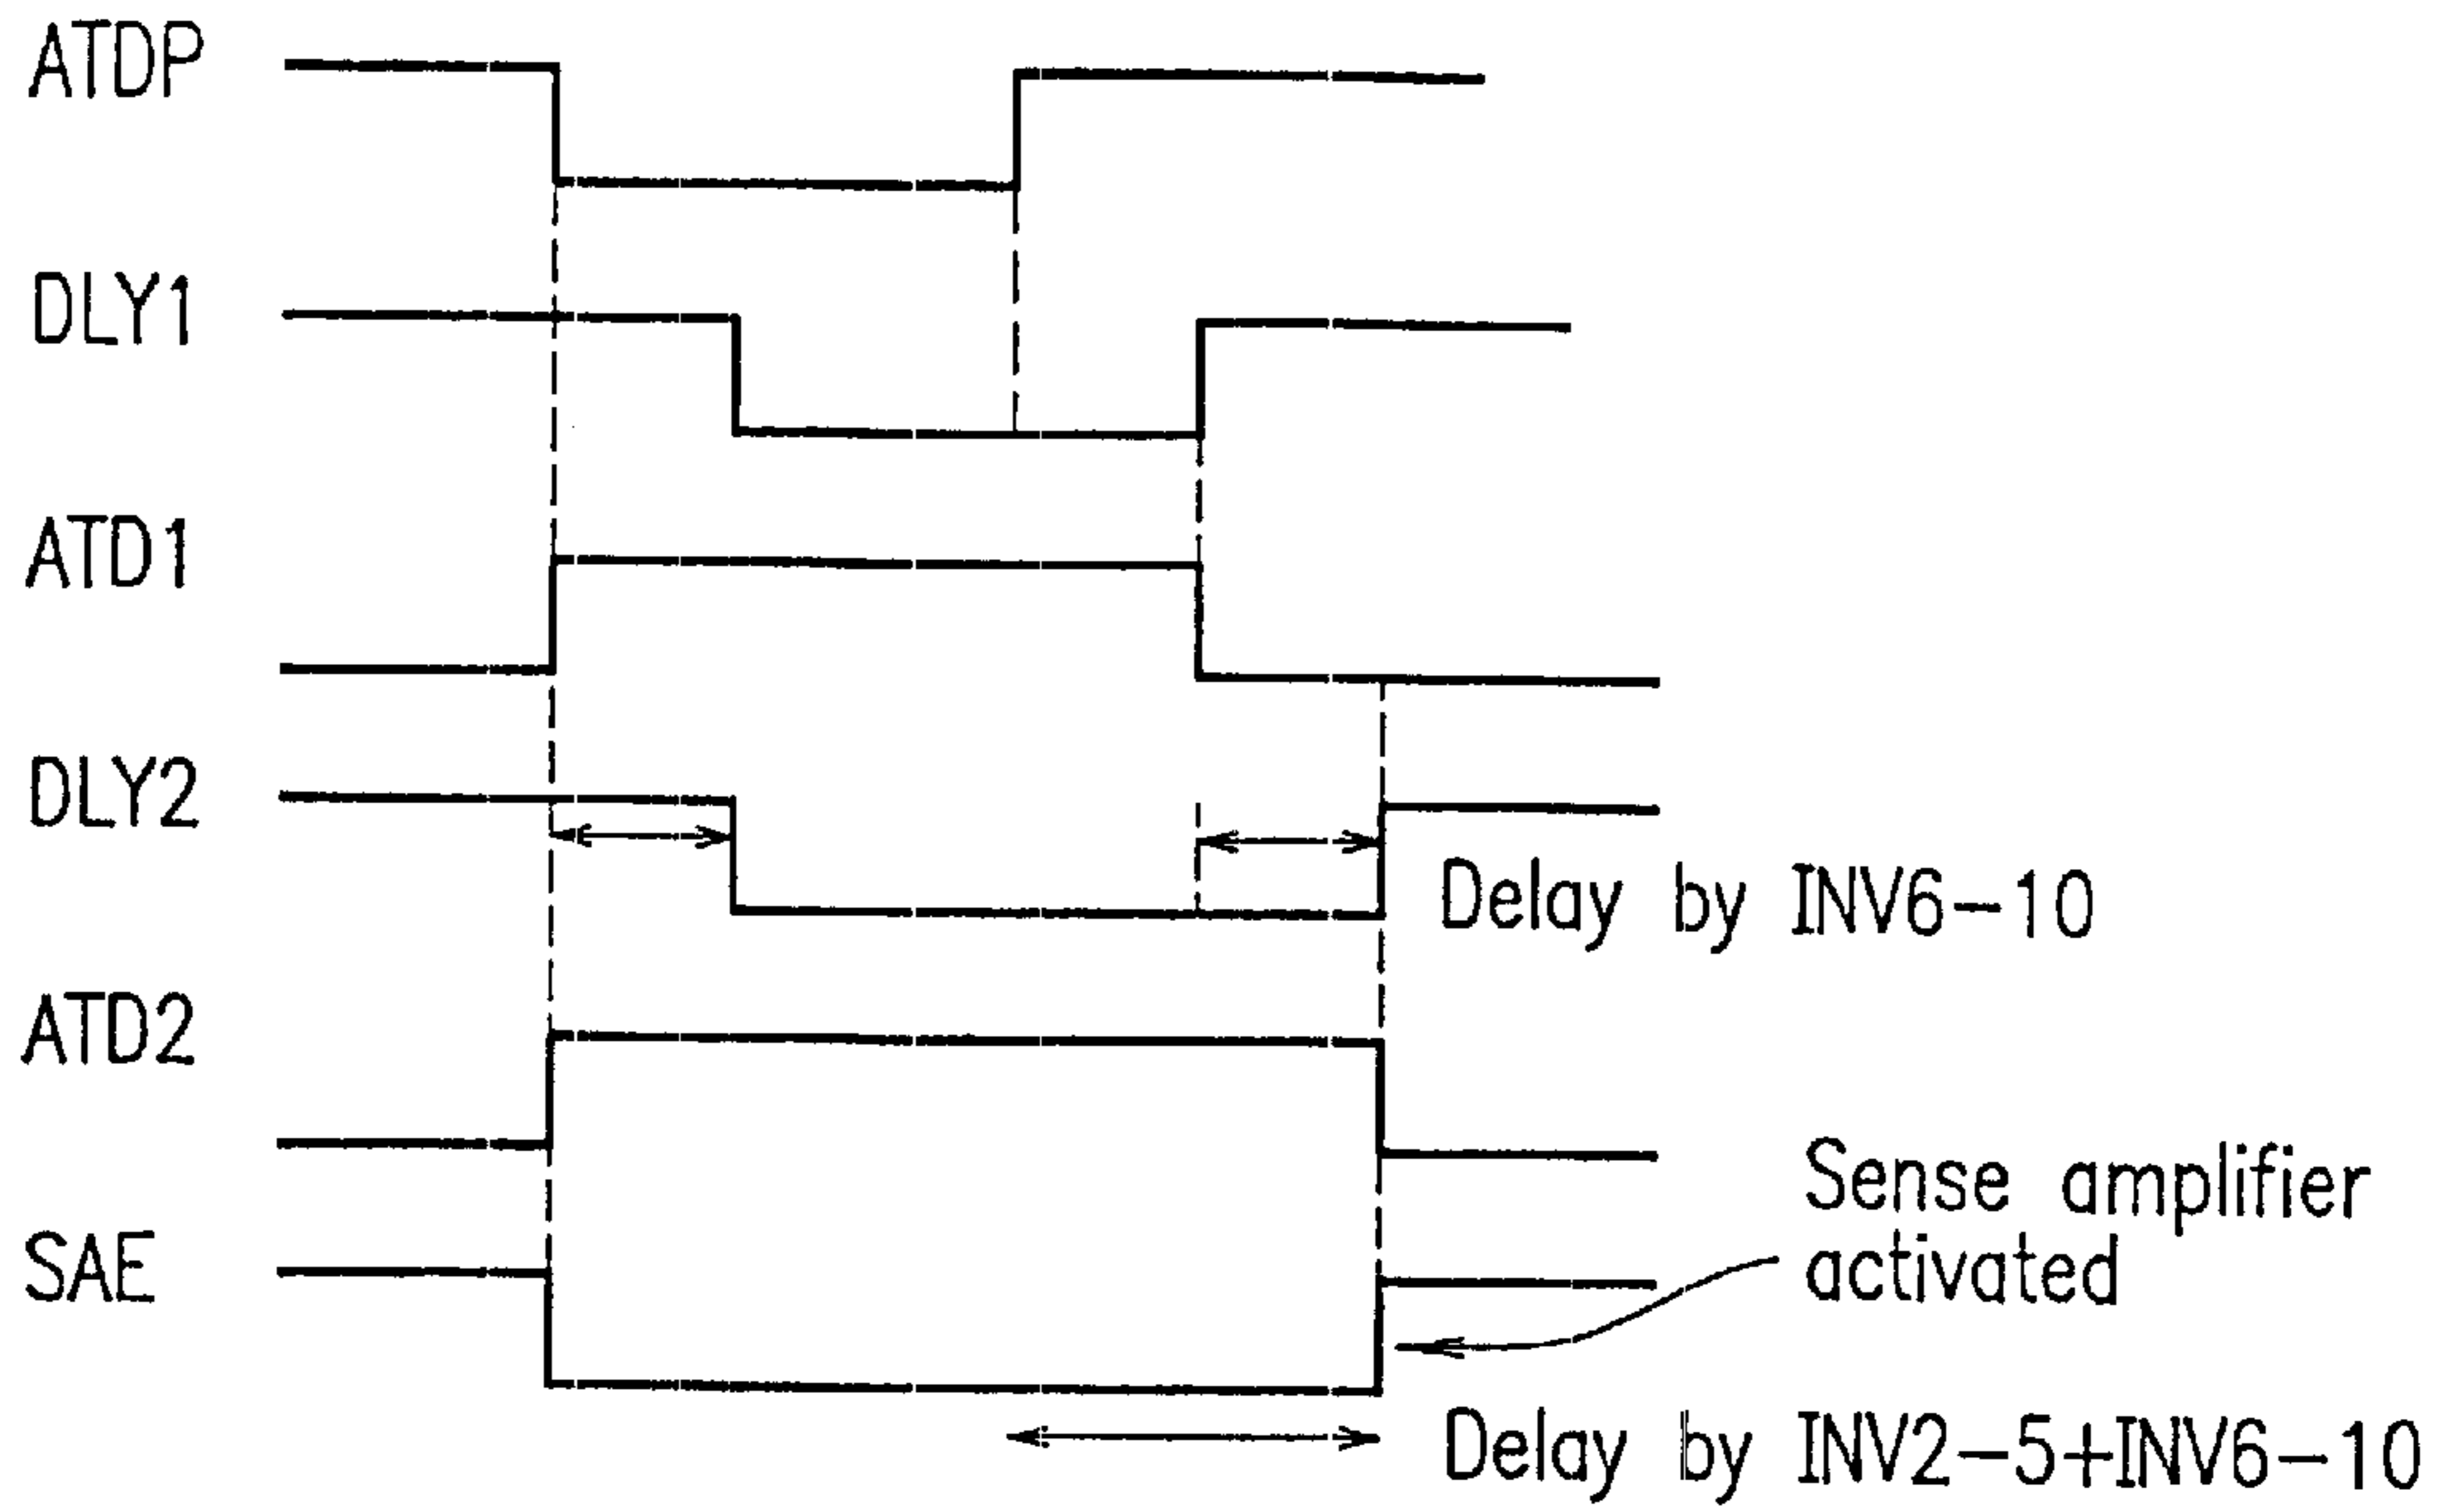 ATDP
DLY1
ATD1
DLY2
Delay by INV6-10
ATD2
Sense amplifier
activated
SAE
Delay by INV2-5+INV6-10